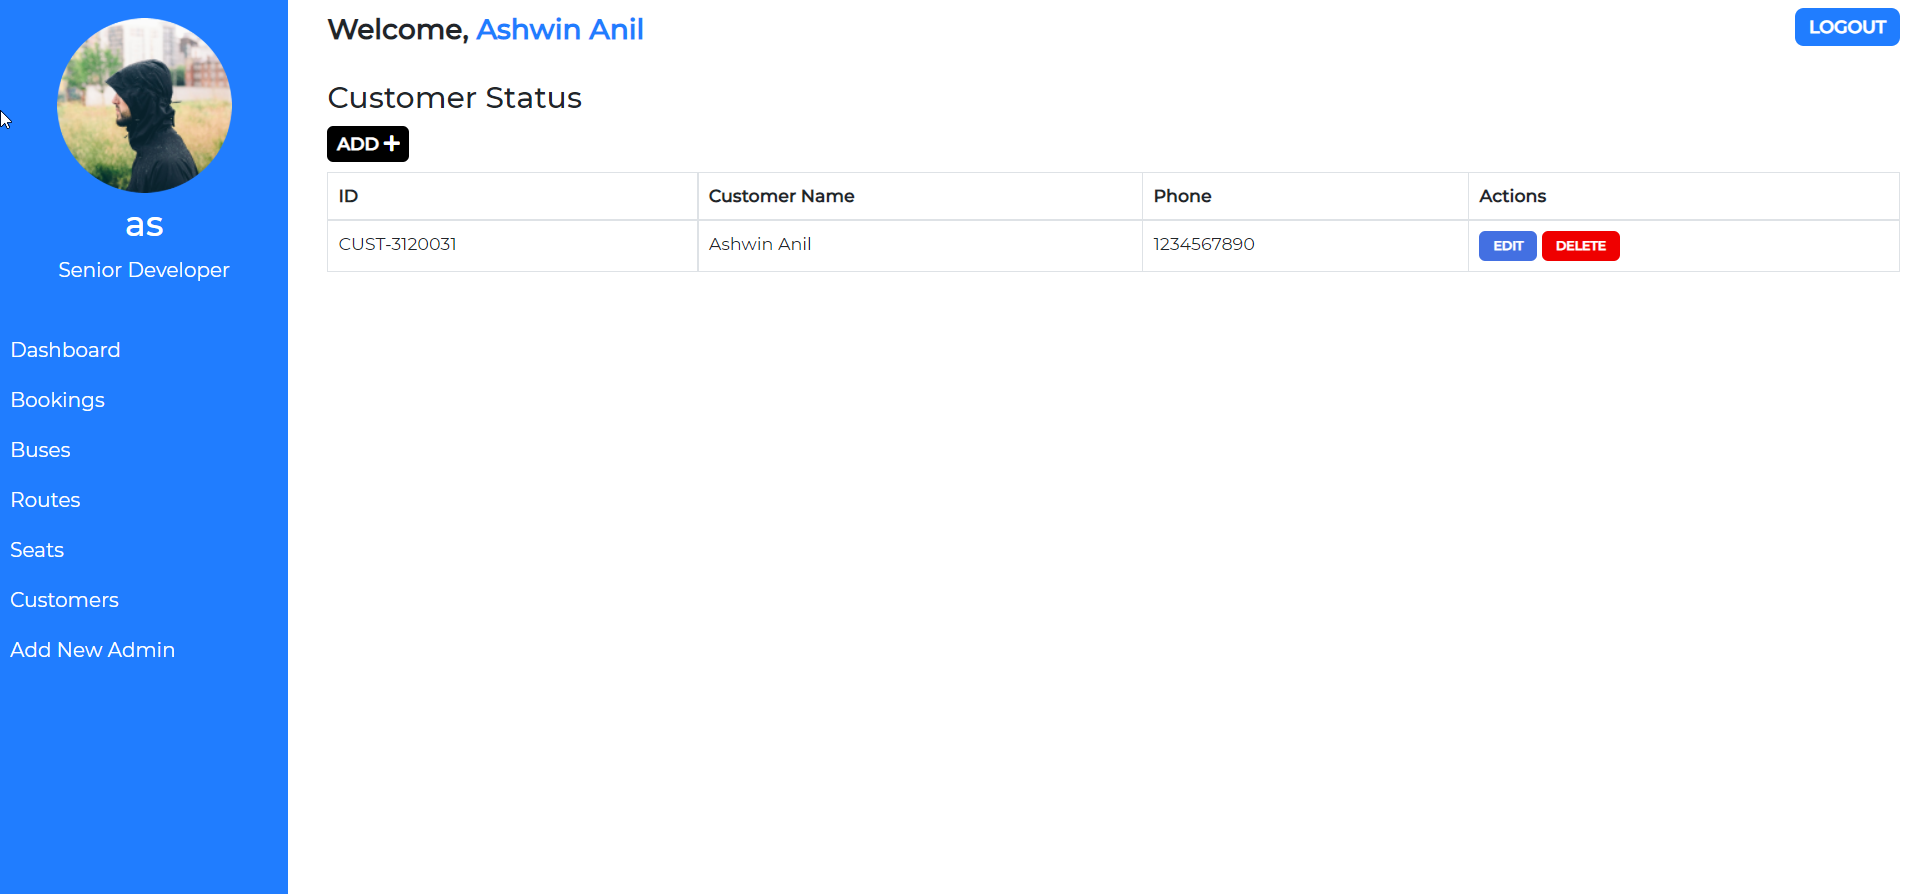 as
Senior Developer
Dashboard
Bookings
Buses
Routes
Seats
Customers
Add New Admin
Welcome, Ashwin Anil
LOGOUT
Customer Status
ADD +
ID Customer Name Phone Actions
CUST-3120031 Ashwin Anil 1234567890 EDIT DELETE